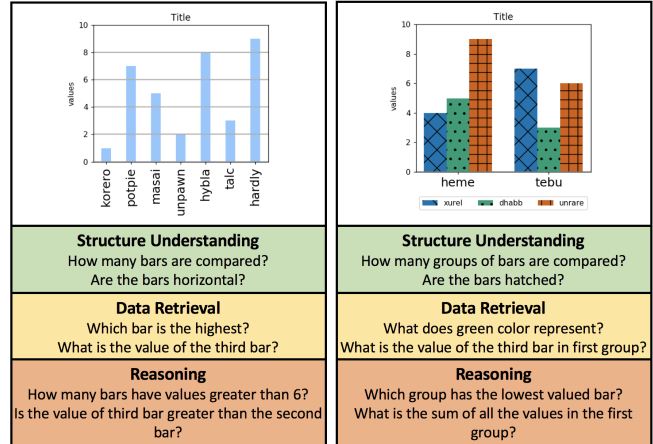 Title
10
8
6
4
2
0
values
korero
potpie
masai
unpawn
hybla
talc
hardly
Structure Understanding
How many bars are compared?
Are the bars horizontal?
Data Retrieval
Which bar is the highest?
What is the value of the third bar?
Reasoning
How many bars have values greater than 6?
Is the value of third bar greater than the second
bar?
Title
10
8
6
4
2
0
values
heme
tebu
xurel
dhabb
unrare
Structure Understanding
How many groups of bars are compared?
Are the bars hatched?
Data Retrieval
What does green color represent?
What is the value of the third bar in first group?
Reasoning
Which group has the lowest valued bar?
What is the sum of all the values in the first
group?